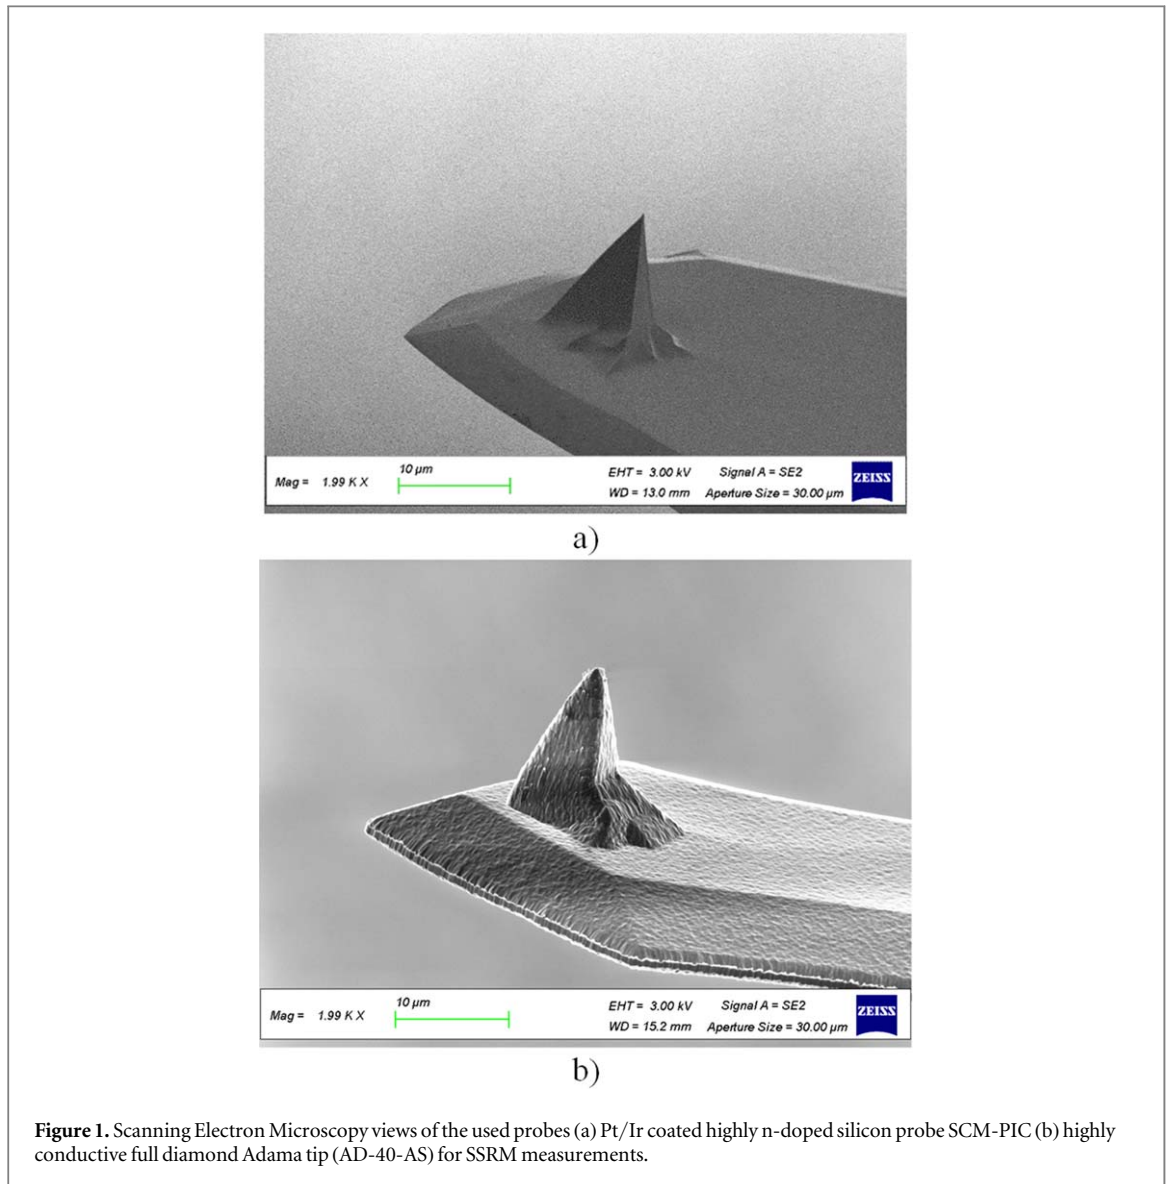 10 µm
EHT = 3.00 kV Signal A = SE2
Mag = 1.99 K X
WD = 13.0 mm Aperture Size = 30.00 µm
ZEISS
a)
10 µm
EHT = 3.00 kV Signal A = SE2
Mag = 1.99 K X
WD = 15.2 mm Aperture Size = 30.00 µm
ZEISS
b)
Figure 1. Scanning Electron Microscopy views of the used probes (a) Pt/Ir coated highly n-doped silicon probe SCM-PIC (b) highly
conductive full diamond Adama tip (AD-40-AS) for SSRM measurements.